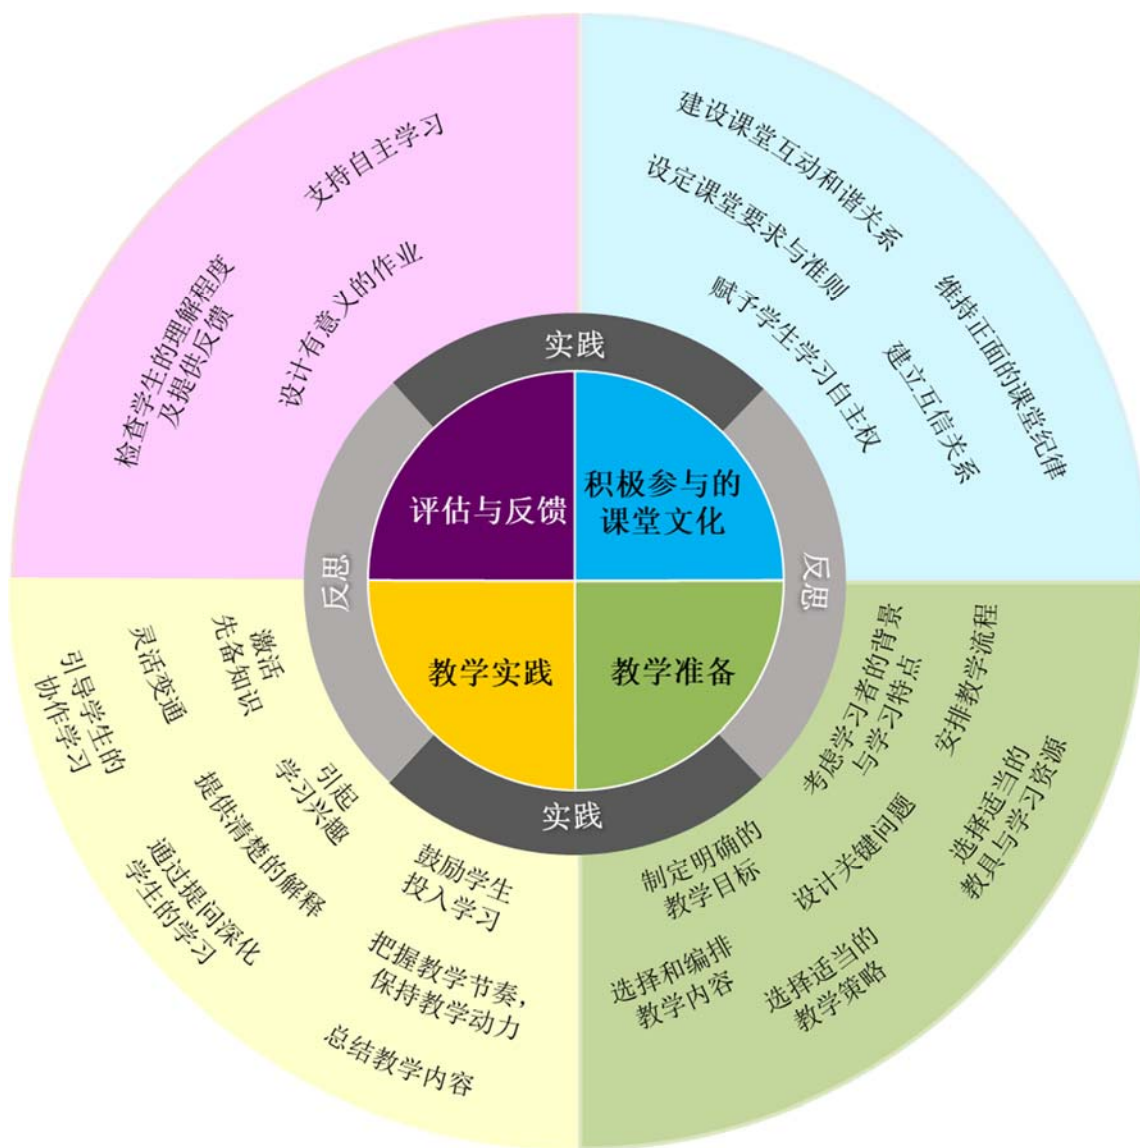 支持自主学习
设计有意义的作业
检查学生的理解程度
及提供反馈
建设课堂互动和谐关系
设定课堂要求与准则
赋予学生学习自主权
建立互信关系
维持正面的课堂纪律
实践
反思
反思
实践
评估与反馈
积极参与的
课堂文化
教学实践
教学准备
激活
先备知识
灵活变通
引导学生的
协作学习
引起
学习兴趣
提供清楚的解释
通过提问深化
学生的学习
鼓励学生
投入学习
把握教学节奏，
保持教学动力
总结教学内容
考虑学习者的背景
与学习特点
安排教学流程
选择适当的
教具与学习资源
设计关键问题
制定明确的
教学目标
选择和编排
教学内容
选择适当的
教学策略